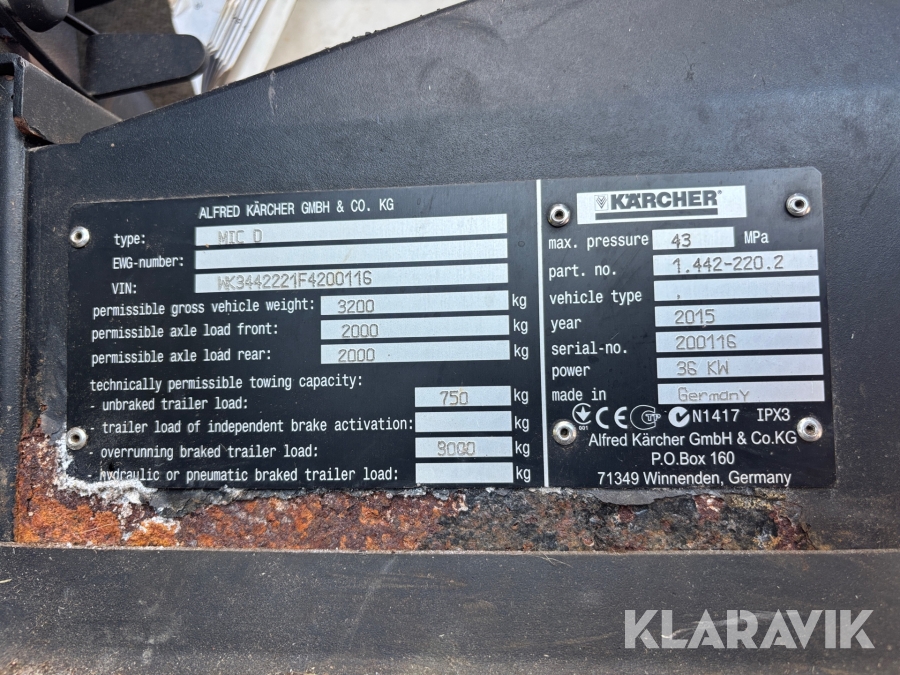 ALFRED KÄRCHER GMBH & CO. KG
type: MIC D
EWG-number:
VIN: WK3442221F4200116
permissible gross vehicle weight: 3200 kg
permissible axle load front: 2000 kg
permissible axle load rear: 2000 kg
technically permissible towing capacity:
- unbraked trailer load: 750 kg
- trailer load of independent brake activation: kg
- overrunning braked trailer load: 3000 kg
- hydraulic or pneumatic braked trailer load: kg
KÄRCHER®
max. pressure 43 MPa
part. no. 1.442-220.2
vehicle type
year 2015
serial-no. 200116
power 36 KW
made in Germany
001 CE N1417 IPX3
Alfred Kärcher GmbH & Co.KG
P.O.Box 160
71349 Winnenden, Germany
KLARAVIK